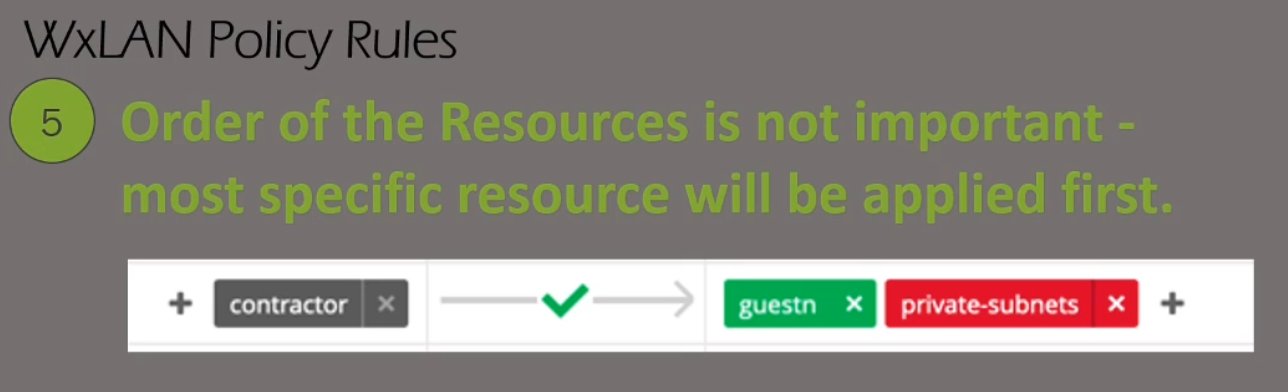 WxLAN Policy Rules
5 Order of the Resources is not important -
most specific resource will be applied first.
+ contractor × guestn × private-subnets × +